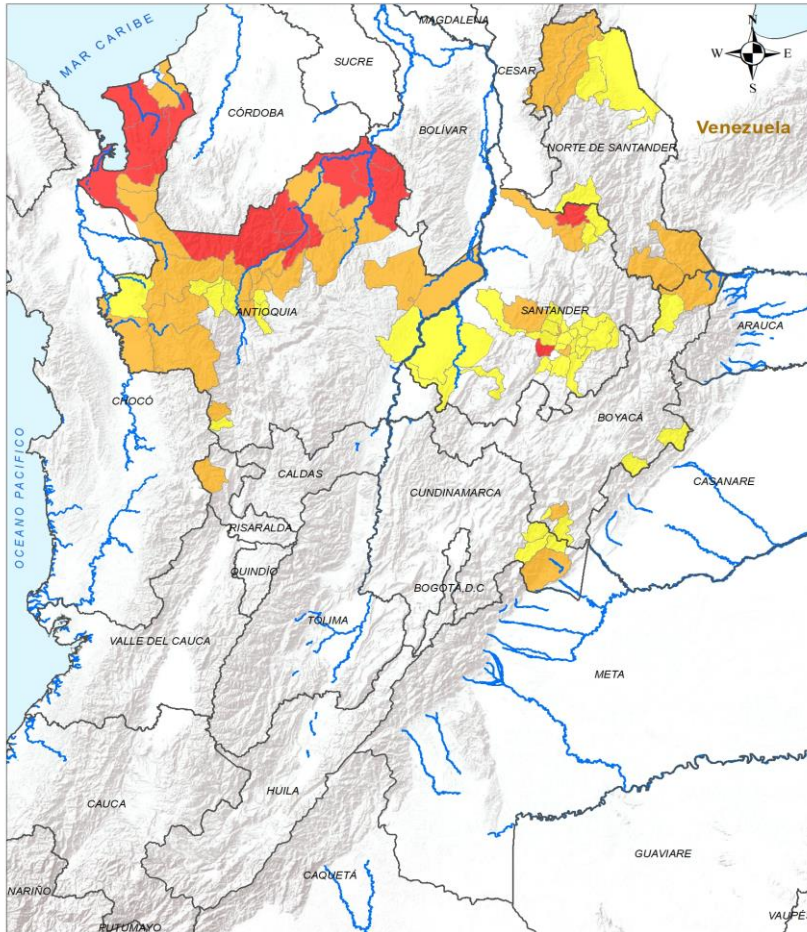 MAGDALENA
MAR CARIBE
SUCRE
CESAR
N
W
E
S
CÓRDOBA
BOLÍVAR
Venezuela
NORTE DE SANTANDER
ANTIOQUIA
SANTANDER
ARAUCA
CHOCÓ
BOYACÁ
OCEANO PACIFICO
CALDAS
CUNDINAMARCA
CASANARE
RISARALDA
QUINDÍO
BOGOTÁ D.C
TOLIMA
VALLE DEL CAUCA
META
HUILA
CAUCA
GUAVIARE
CAQUETÁ
NARIÑO
PUTUMAYO
VAUPÉS